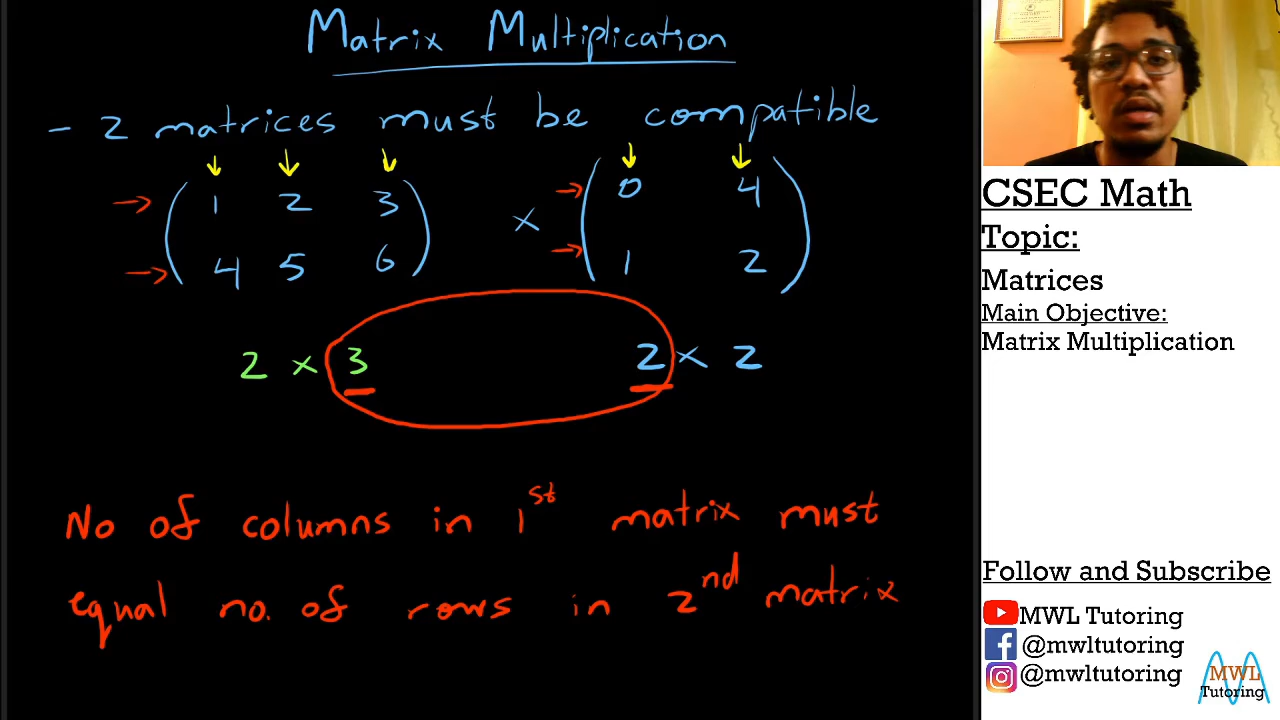 Matrix Multiplication
- 2 matrices must be compatible
1 2 3 × 0 4
4 5 6 1 2
2 × 3 2 × 2
No of columns in 1st matrix must
equal no. of rows in 2nd matrix
CSEC Math
Topic:
Matrices
Main Objective:
Matrix Multiplication
Follow and Subscribe
MWL Tutoring
@mwltutoring
@mwltutoring
MWL
Tutoring